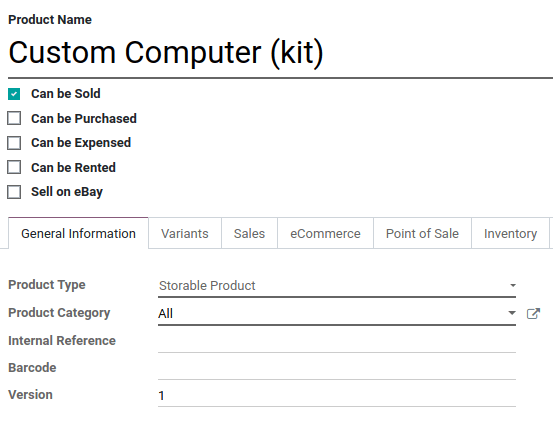 Product Name
Custom Computer (kit)
Can be Sold
Can be Purchased
Can be Expensed
Can be Rented
Sell on eBay
General Information Variants Sales eCommerce Point of Sale Inventory
Product Type Storable Product
Product Category All
Internal Reference
Barcode
Version 1